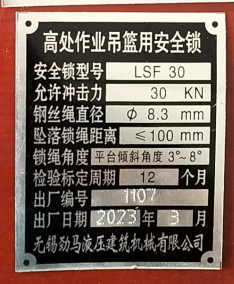 高处作业吊篮用安全锁
安全锁型号 LSF 30
允许冲击力 30 KN
钢丝绳直径 ϕ 8.3 mm
坠落锁绳距离 ≤100 mm
锁绳角度 平台倾斜角度 3°~8°
检验标定周期 12 个月
出厂编号 1107
出厂日期 2023 年 3 月
无锡劲马液压建筑机械有限公司